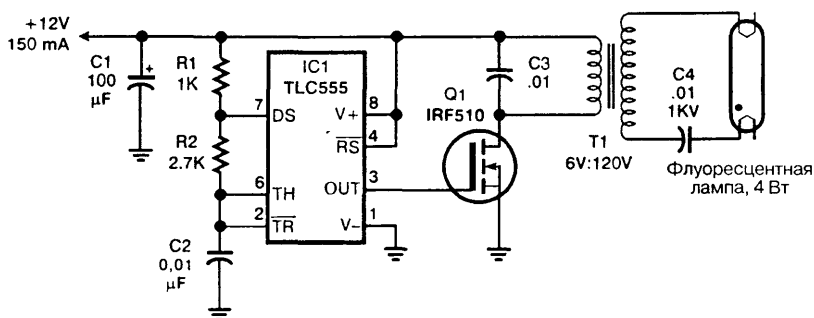 +12V
150 mA
C1
100
µF
+
R1
1K
R2
2.7K
C2
0,01
µF
IC1
TLC555
7
DS
6
TH
2
TR
V+
8
RS
4
OUT
3
V–
1
Q1
IRF510
C3
.01
T1
6V:120V
C4
.01
1KV
Флуоресцентная
лампа, 4 Вт